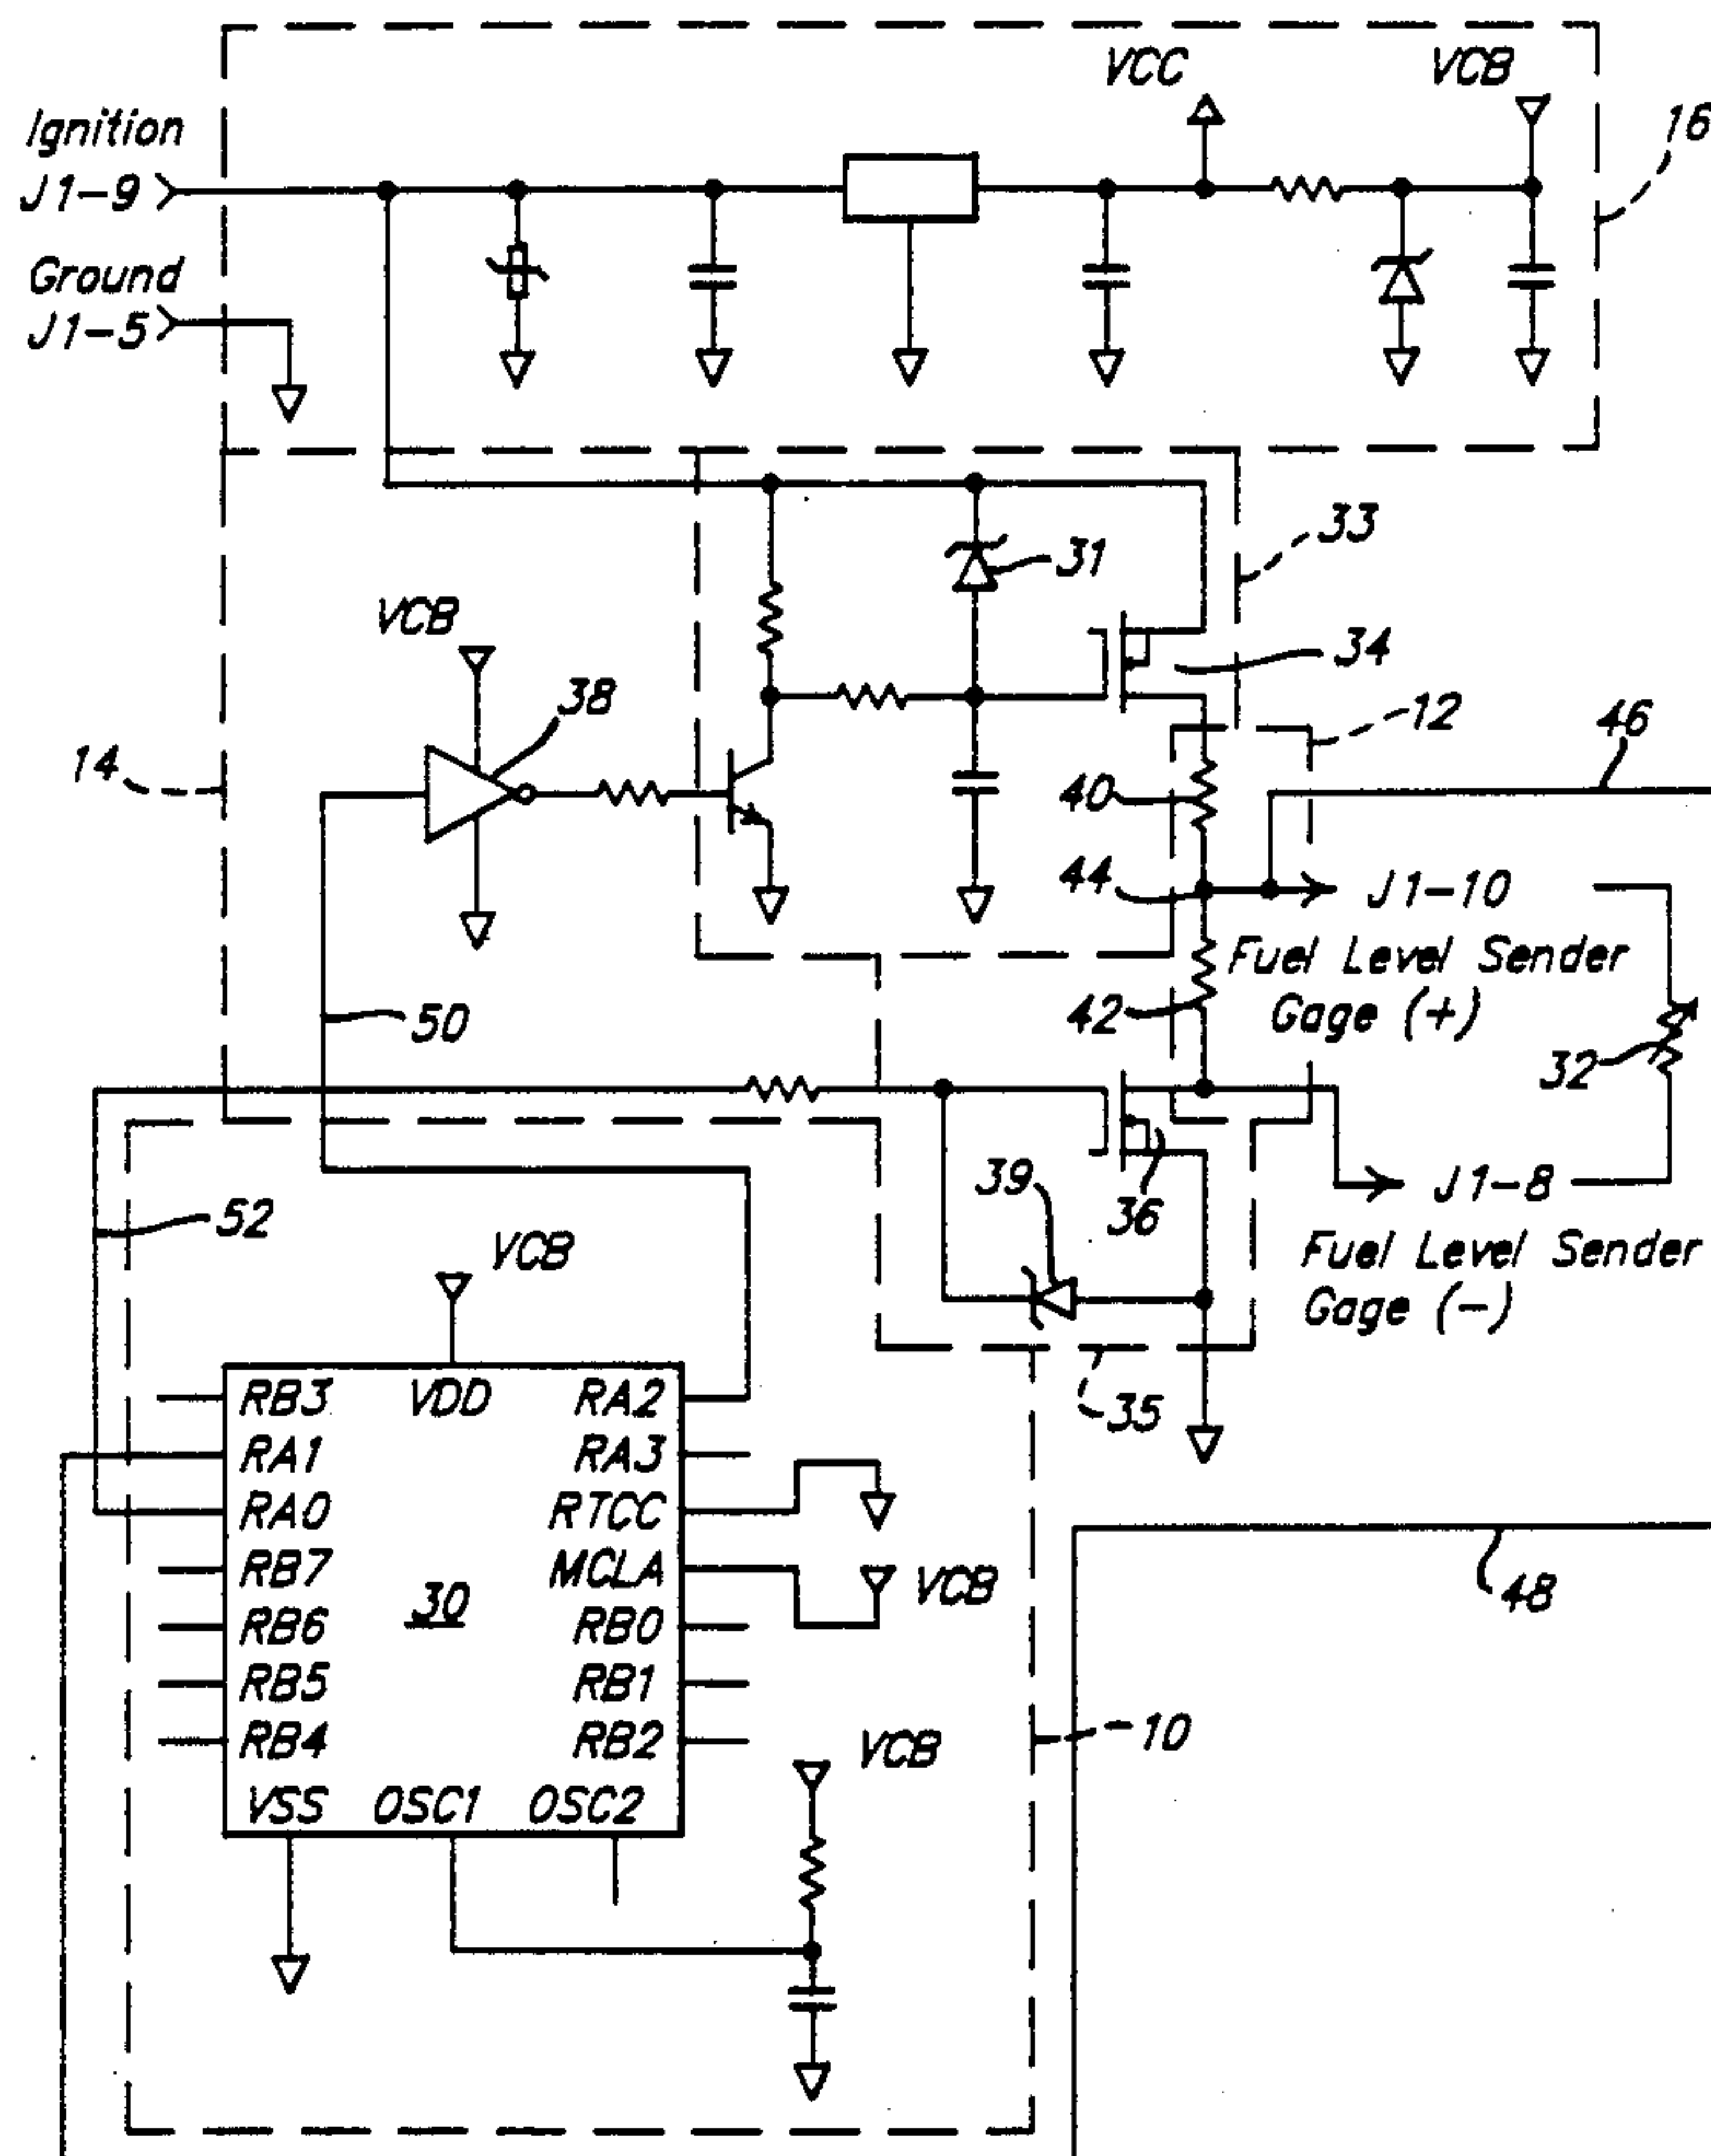 VCC
VCB
16
Ignition
J1-9
Ground
J1-5
33
31
VCB
34
38
12
46
14
40
44
J1-10
Fuel Level Sender
Gage (+)
42
50
32
39
36
J1-8
52
VCB
Fuel Level Sender
Gage (-)
35
RB3
VDD
RA2
RA1
RA3
RA0
RTCC
RB7
MCLA
VCB
48
30
RB6
RB0
RB5
RB1
RB4
RB2
10
VCB
VSS
OSC1
OSC2